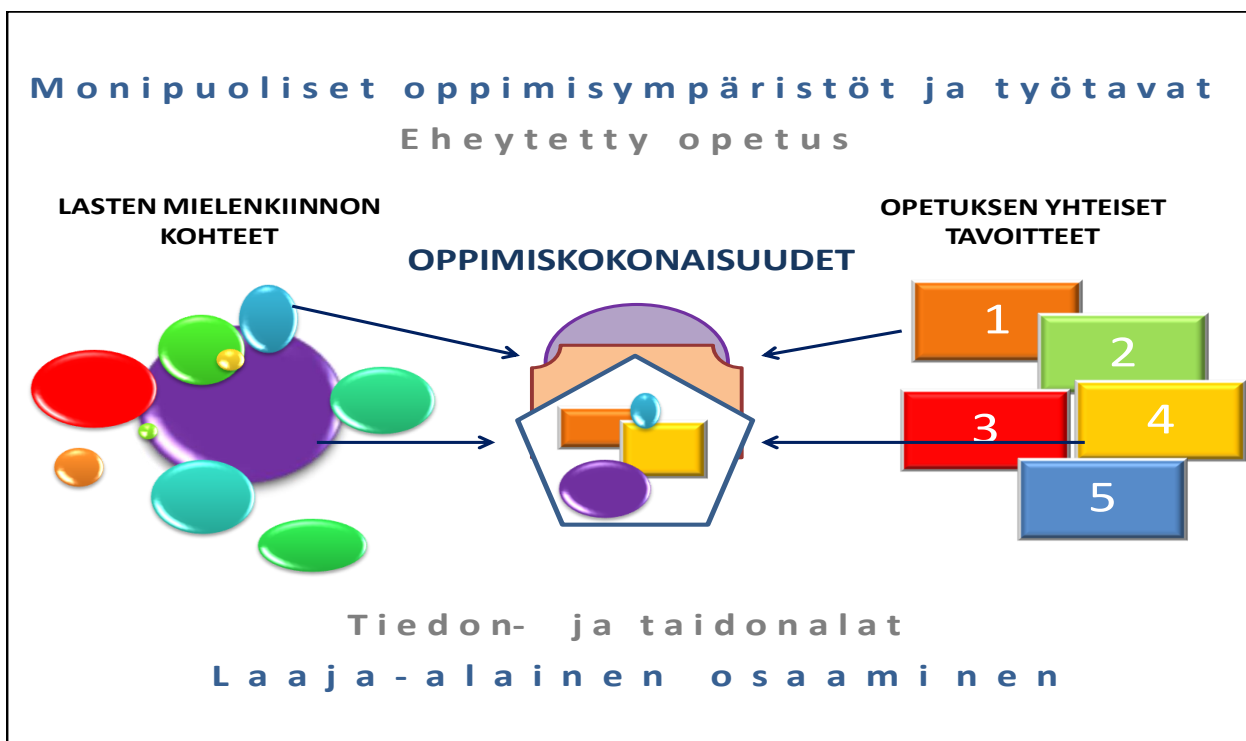 Monipuoliset oppimisympäristöt ja työtavat
Eheytetty opetus
LASTEN MIELENKIINNON
KOHTEET
OPETUKSEN YHTEISET
TAVOITTEET
OPPIMISKOKONAISUUDET
1
2
3
4
5
Tiedon- ja taidonalat
Laaja-alainen osaaminen